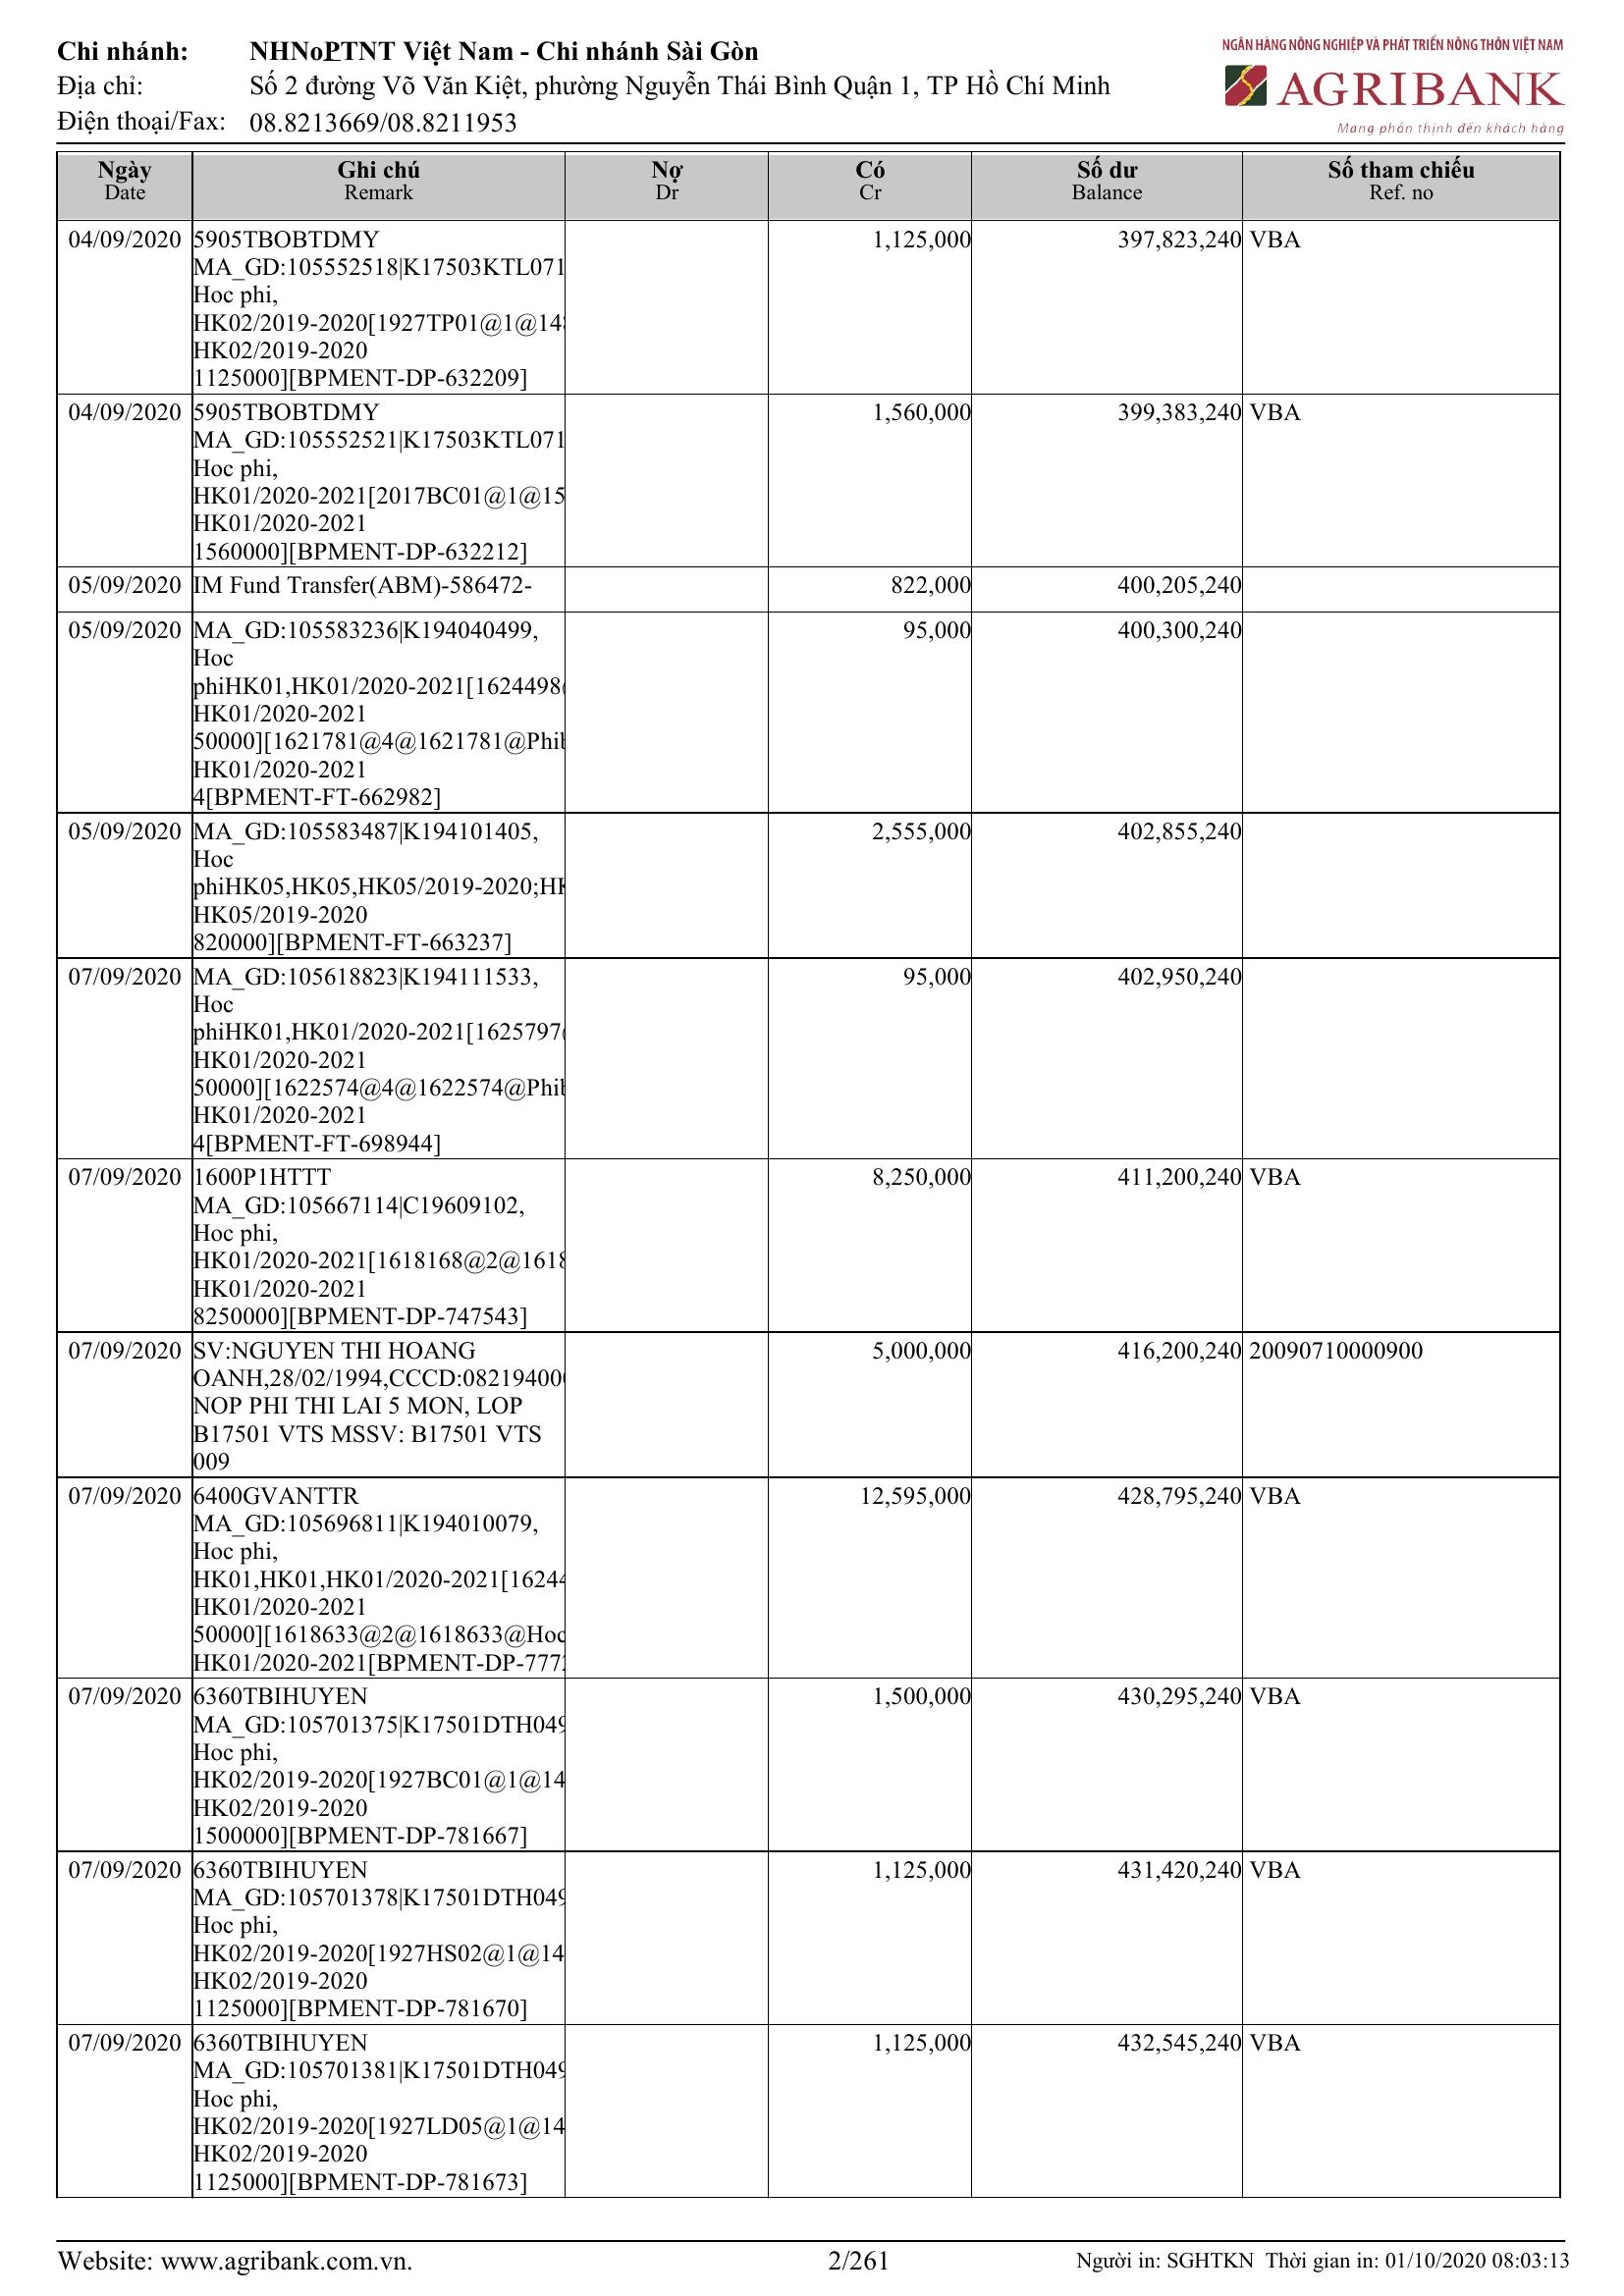 Chi nhánh: NHNoPTNT Việt Nam - Chi nhánh Sài Gòn
Địa chỉ: Số 2 đường Võ Văn Kiệt, phường Nguyễn Thái Bình Quận 1, TP Hồ Chí Minh
Điện thoại/Fax: 08.8213669/08.8211953
NGÂN HÀNG NÔNG NGHIỆP VÀ PHÁT TRIỂN NÔNG THÔN VIỆT NAM
AGRIBANK
Mang phồn thịnh đến khách hàng
Ngày Ghi chú Nợ Có Số dư Số tham chiếu
Date Remark Dr Cr Balance Ref. no
04/09/2020 5905TBOBTDMY 1,125,000 397,823,240 VBA
MA_GD:105552518|K17503KTL071
Hoc phi,
HK02/2019-2020[1927TP01@1@148
HK02/2019-2020
1125000][BPMENT-DP-632209]
04/09/2020 5905TBOBTDMY 1,560,000 399,383,240 VBA
MA_GD:105552521|K17503KTL071
Hoc phi,
HK01/2020-2021[2017BC01@1@15
HK01/2020-2021
1560000][BPMENT-DP-632212]
05/09/2020 IM Fund Transfer(ABM)-586472- 822,000 400,205,240
05/09/2020 MA_GD:105583236|K194040499, 95,000 400,300,240
Hoc
phiHK01,HK01/2020-2021[1624498@
HK01/2020-2021
50000][1621781@4@1621781@Phib
HK01/2020-2021
4[BPMENT-FT-662982]
05/09/2020 MA_GD:105583487|K194101405, 2,555,000 402,855,240
Hoc
phiHK05,HK05,HK05/2019-2020;HK
HK05/2019-2020
820000][BPMENT-FT-663237]
07/09/2020 MA_GD:105618823|K194111533, 95,000 402,950,240
Hoc
phiHK01,HK01/2020-2021[1625797@
HK01/2020-2021
50000][1622574@4@1622574@Phib
HK01/2020-2021
4[BPMENT-FT-698944]
07/09/2020 1600P1HTTT 8,250,000 411,200,240 VBA
MA_GD:105667114|C19609102,
Hoc phi,
HK01/2020-2021[1618168@2@1618
HK01/2020-2021
8250000][BPMENT-DP-747543]
07/09/2020 SV:NGUYEN THI HOANG 5,000,000 416,200,240 20090710000900
OANH,28/02/1994,CCCD:082194000
NOP PHI THI LAI 5 MON, LOP
B17501 VTS MSSV: B17501 VTS
009
07/09/2020 6400GVANTTR 12,595,000 428,795,240 VBA
MA_GD:105696811|K194010079,
Hoc phi,
HK01,HK01,HK01/2020-2021[16244
HK01/2020-2021
50000][1618633@2@1618633@Hoc
HK01/2020-2021[BPMENT-DP-7772
07/09/2020 6360TBIHUYEN 1,500,000 430,295,240 VBA
MA_GD:105701375|K17501DTH049
Hoc phi,
HK02/2019-2020[1927BC01@1@14
HK02/2019-2020
1500000][BPMENT-DP-781667]
07/09/2020 6360TBIHUYEN 1,125,000 431,420,240 VBA
MA_GD:105701378|K17501DTH049
Hoc phi,
HK02/2019-2020[1927HS02@1@14
HK02/2019-2020
1125000][BPMENT-DP-781670]
07/09/2020 6360TBIHUYEN 1,125,000 432,545,240 VBA
MA_GD:105701381|K17501DTH049
Hoc phi,
HK02/2019-2020[1927LD05@1@14
HK02/2019-2020
1125000][BPMENT-DP-781673]
Website: www.agribank.com.vn. 2/261 Người in: SGHTKN Thời gian in: 01/10/2020 08:03:13